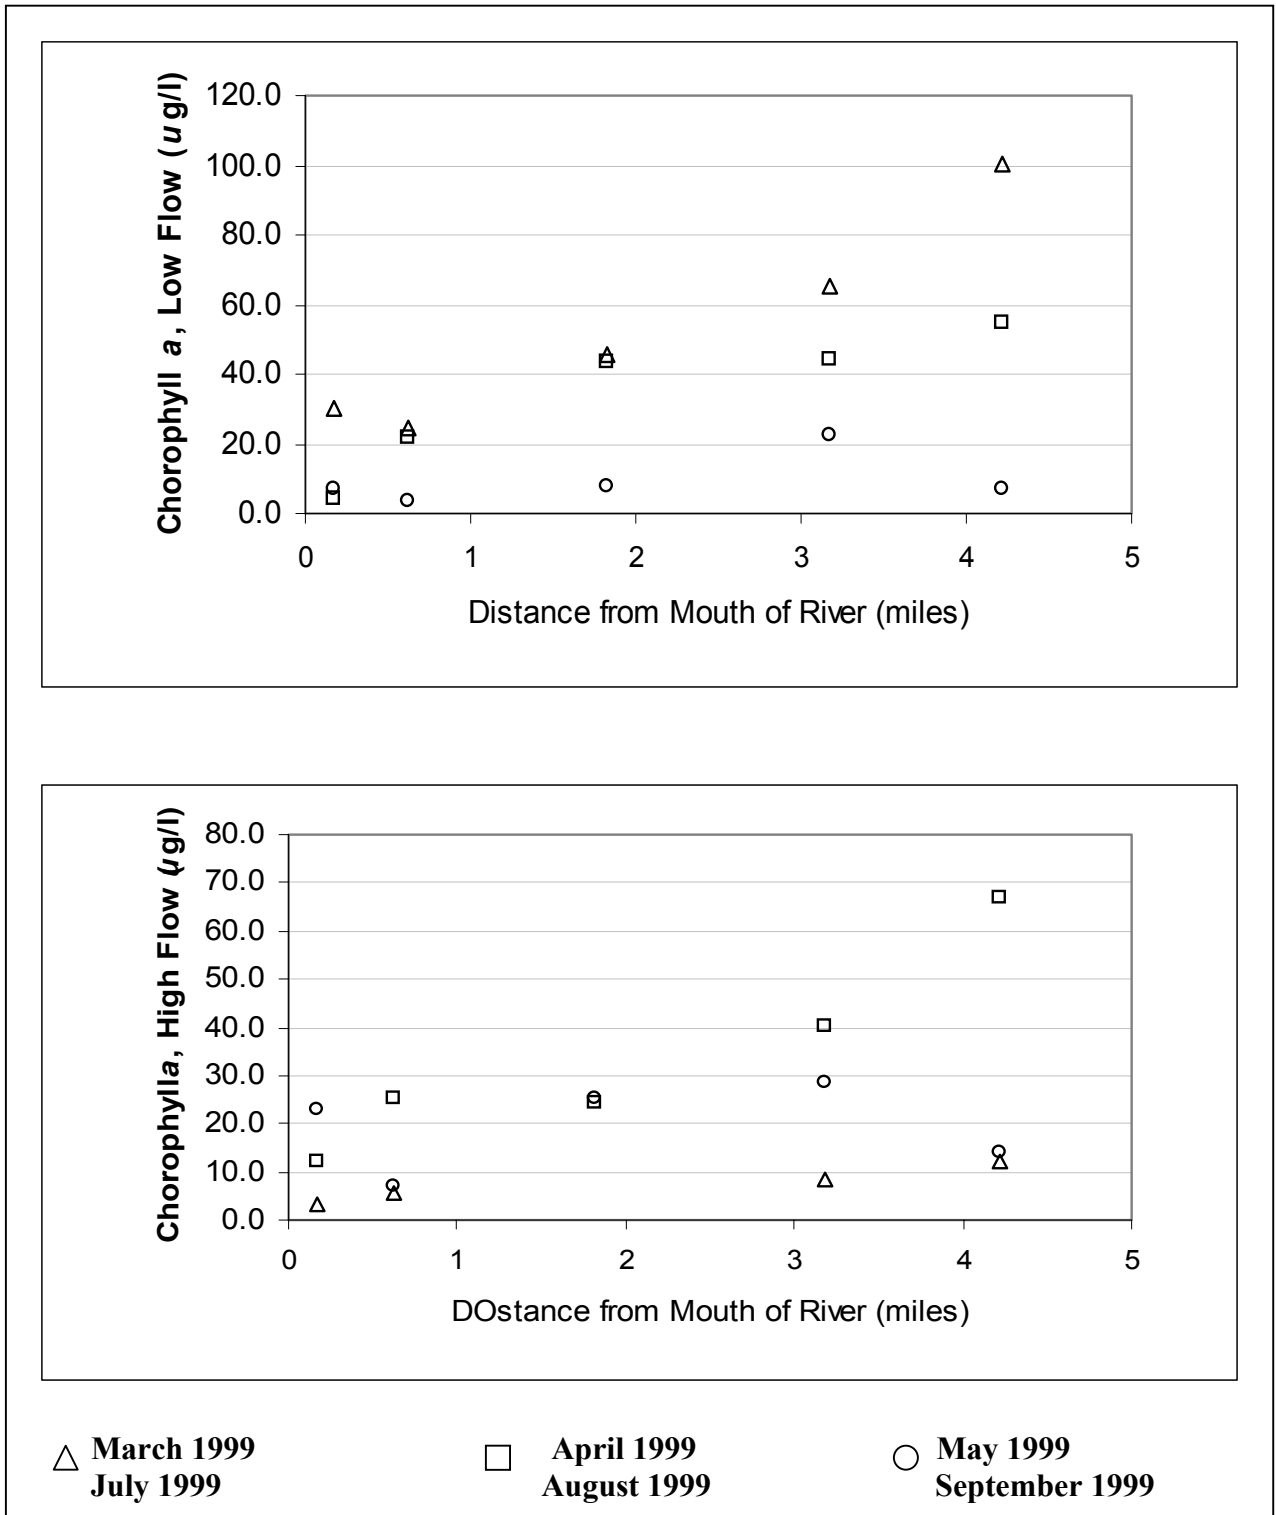 Chorophyll a, Low Flow (ug/l)
120.0
100.0
80.0
60.0
40.0
20.0
0.0
0 1 2 3 4 5
Distance from Mouth of River (miles)
Chorophylla, High Flow (µg/l)
80.0
70.0
60.0
50.0
40.0
30.0
20.0
10.0
0.0
0 1 2 3 4 5
DOstance from Mouth of River (miles)
March 1999
July 1999
April 1999
August 1999
May 1999
September 1999